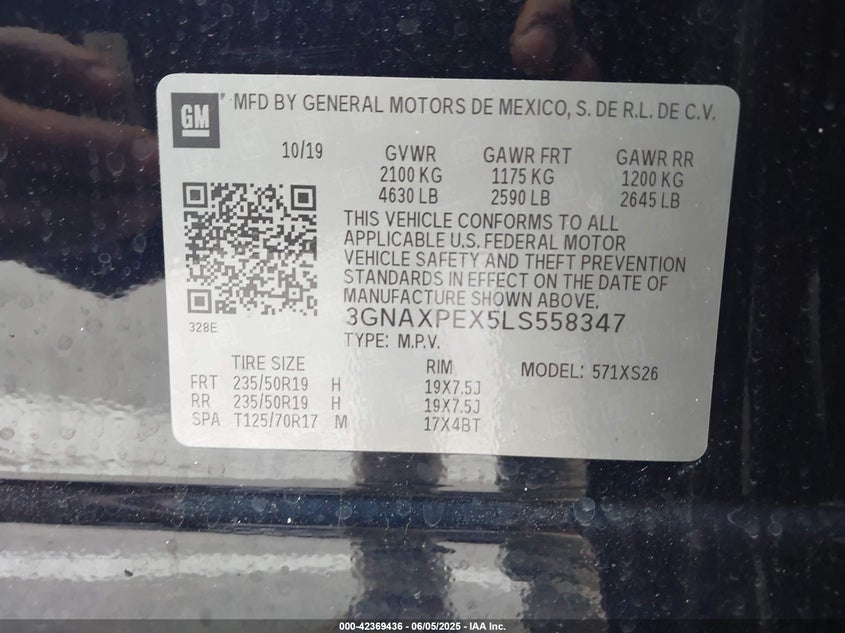 GM
® MFD BY GENERAL MOTORS DE MEXICO, S. DE R.L. DE C.V.
10/19 GVWR GAWR FRT GAWR RR
2100 KG 1175 KG 1200 KG
4630 LB 2590 LB 2645 LB
THIS VEHICLE CONFORMS TO ALL
APPLICABLE U.S. FEDERAL MOTOR
VEHICLE SAFETY AND THEFT PREVENTION
STANDARDS IN EFFECT ON THE DATE OF
MANUFACTURE SHOWN ABOVE.
3GNAXPEX5LS558347
328E
TYPE: M.P.V.
TIRE SIZE RIM MODEL: 571XS26
FRT 235/50R19 H 19X7.5J
RR 235/50R19 H 19X7.5J
SPA T125/70R17 M 17X4BT
000-42369436 - 06/05/2025 - IAA Inc.